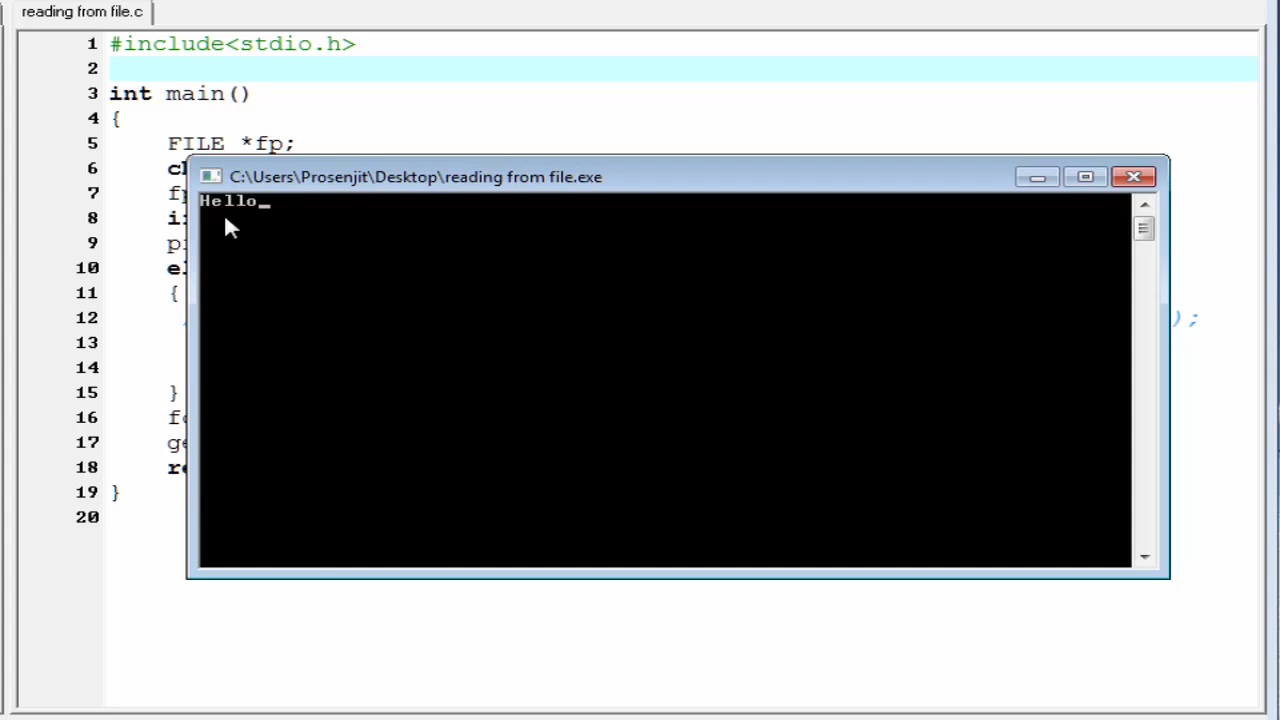 reading from file.c
1 #include<stdio.h>
2
3 int main()
4 {
5 FILE *fp;
6
7
8
9
10
11 {
12 );
13
14
15 }
16
17
18
19 }
20
C:\Users\Prosenjit\Desktop\reading from file.exe
Hello_